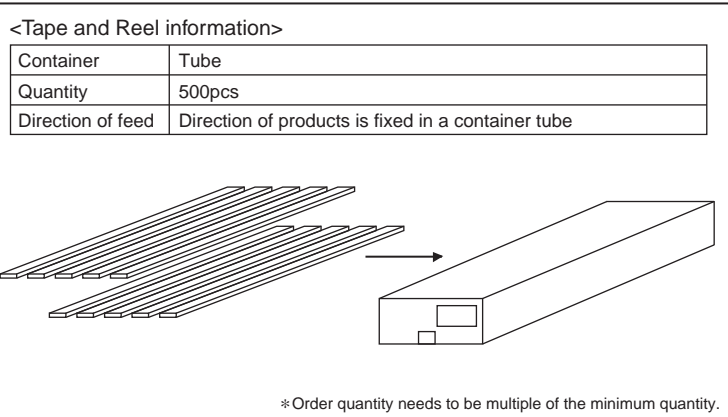 <Tape and Reel information>
Container Tube
Quantity 500pcs
Direction of feed Direction of products is fixed in a container tube
＊Order quantity needs to be multiple of the minimum quantity.